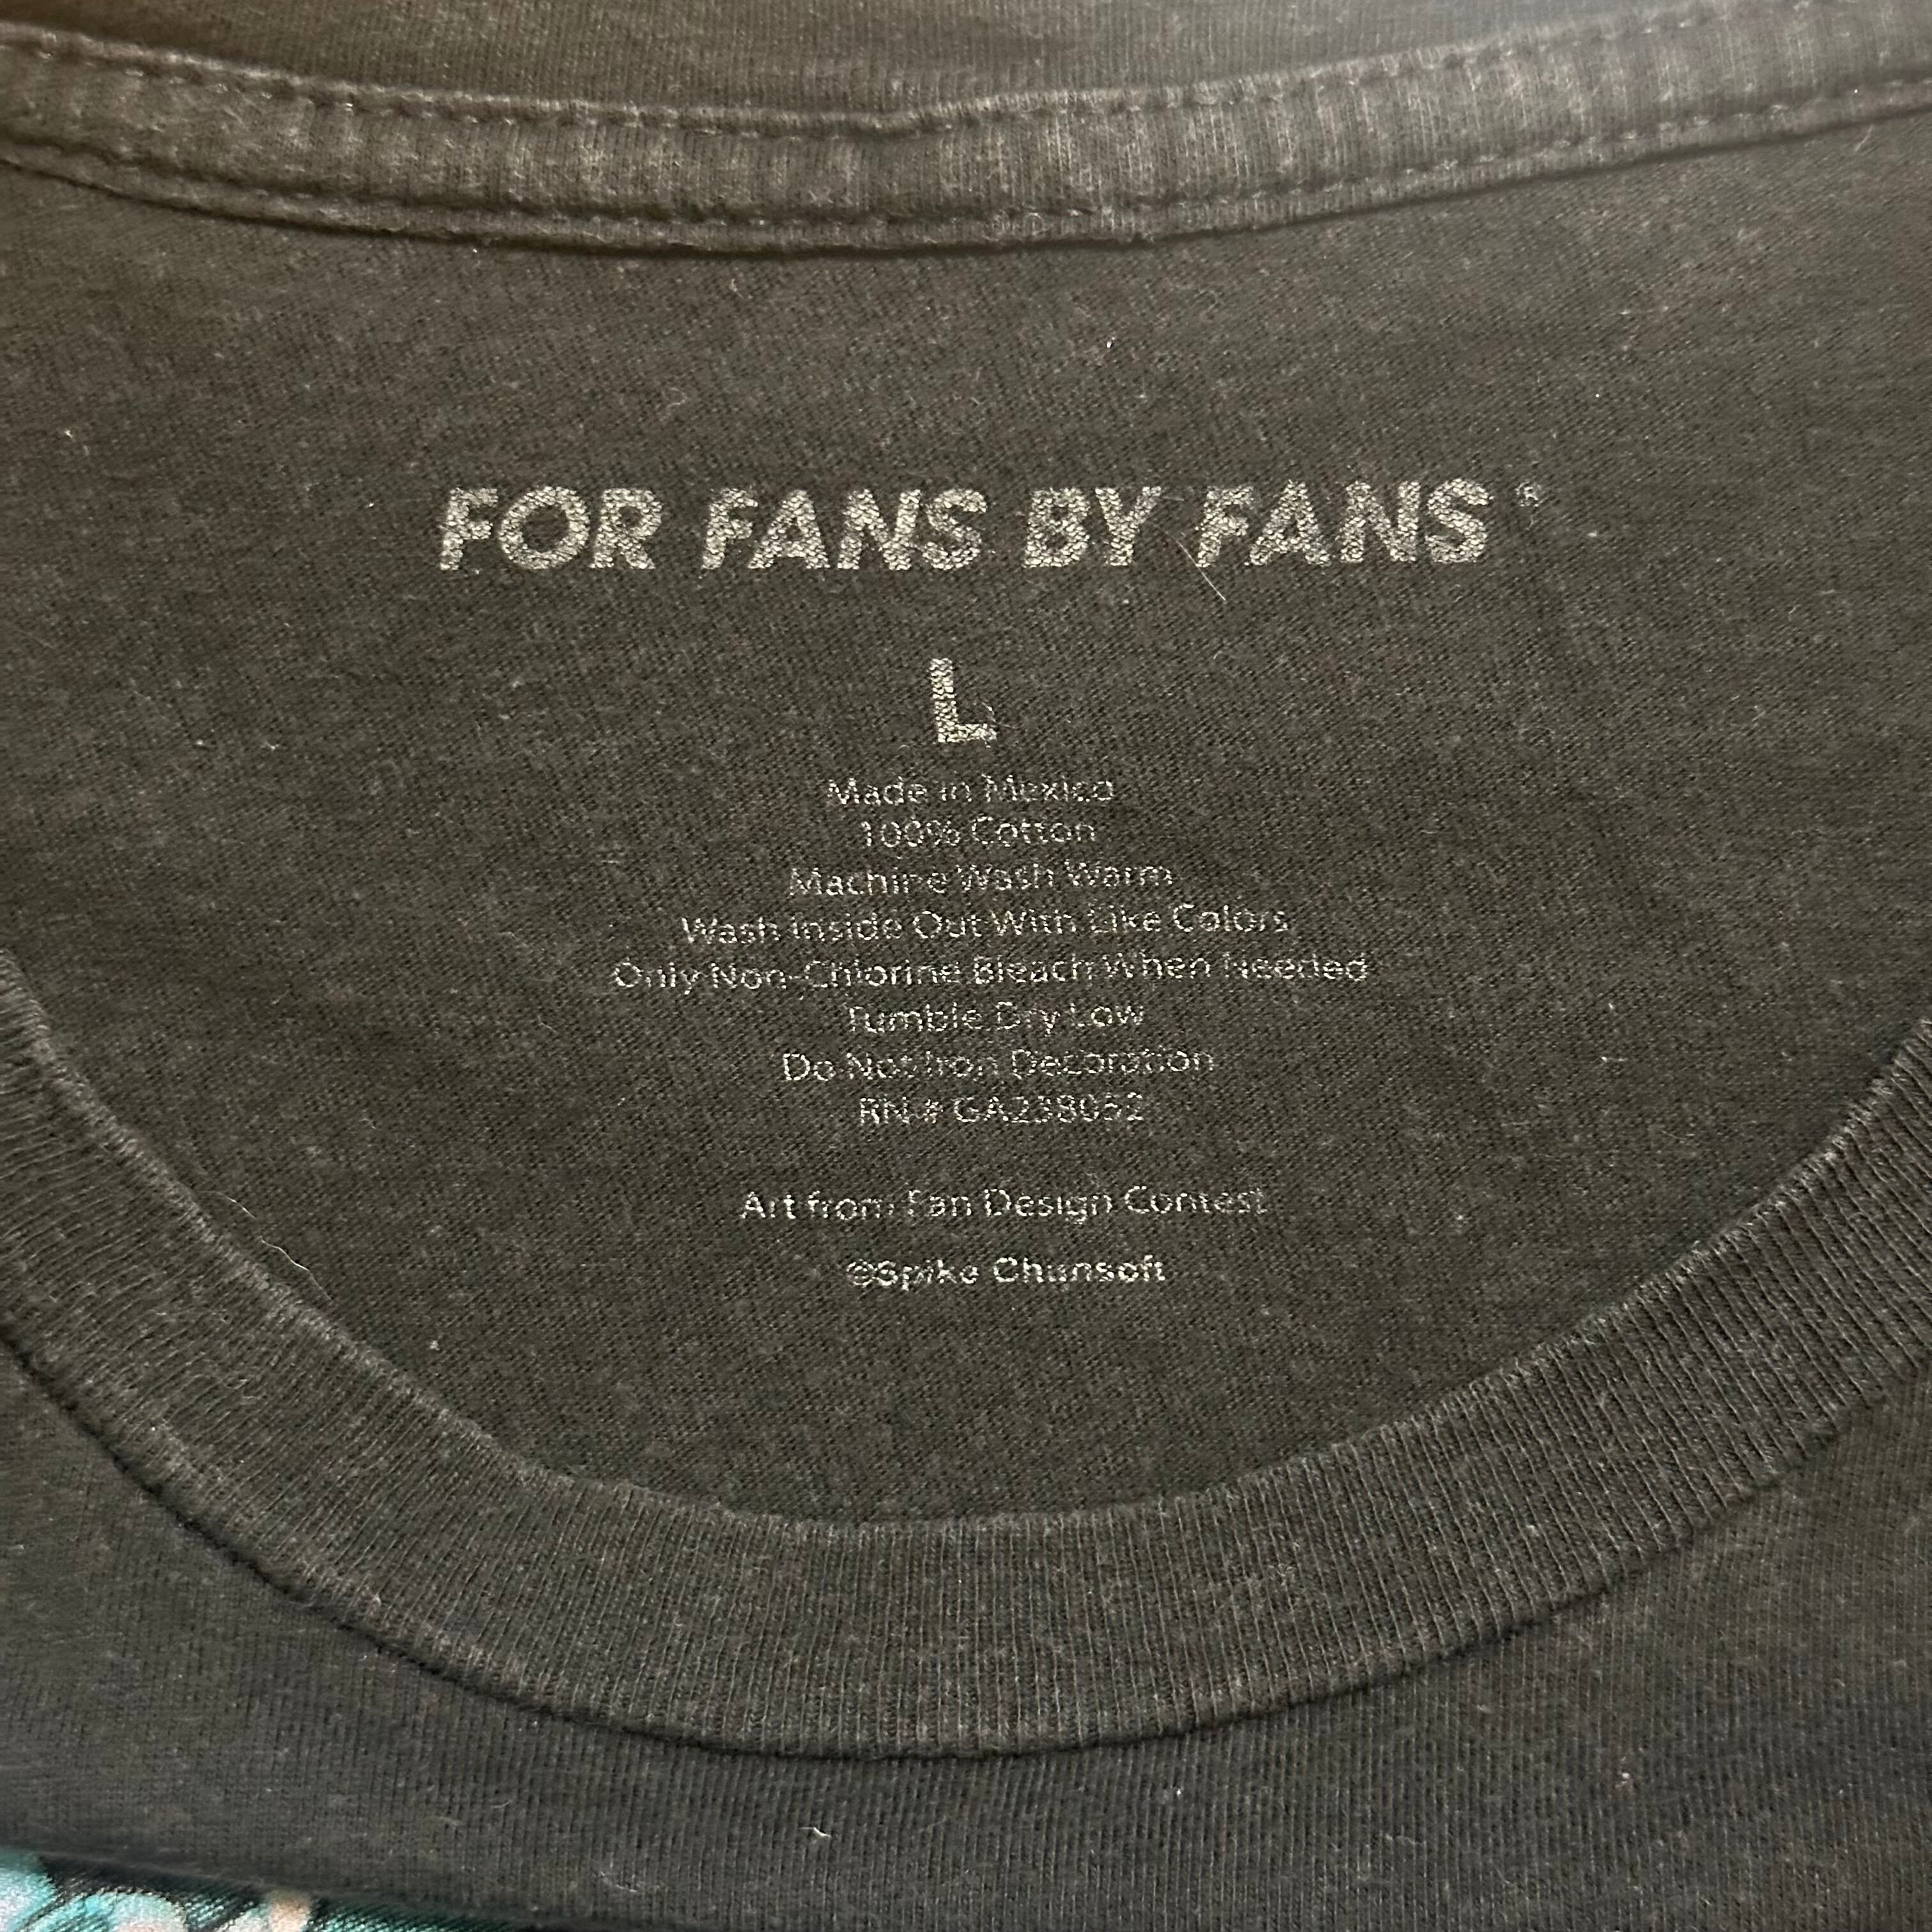 FOR FANS BY FANS®
L
Made in Mexico
100% Cotton
Machine Wash Warm
Wash Inside Out With Like Colors
Only Non-Chlorine Bleach When Needed
Tumble Dry Low
Do Not Iron Decoration
RN# GA238052
Art from Fan Design Contest
©Spike Chunsoft